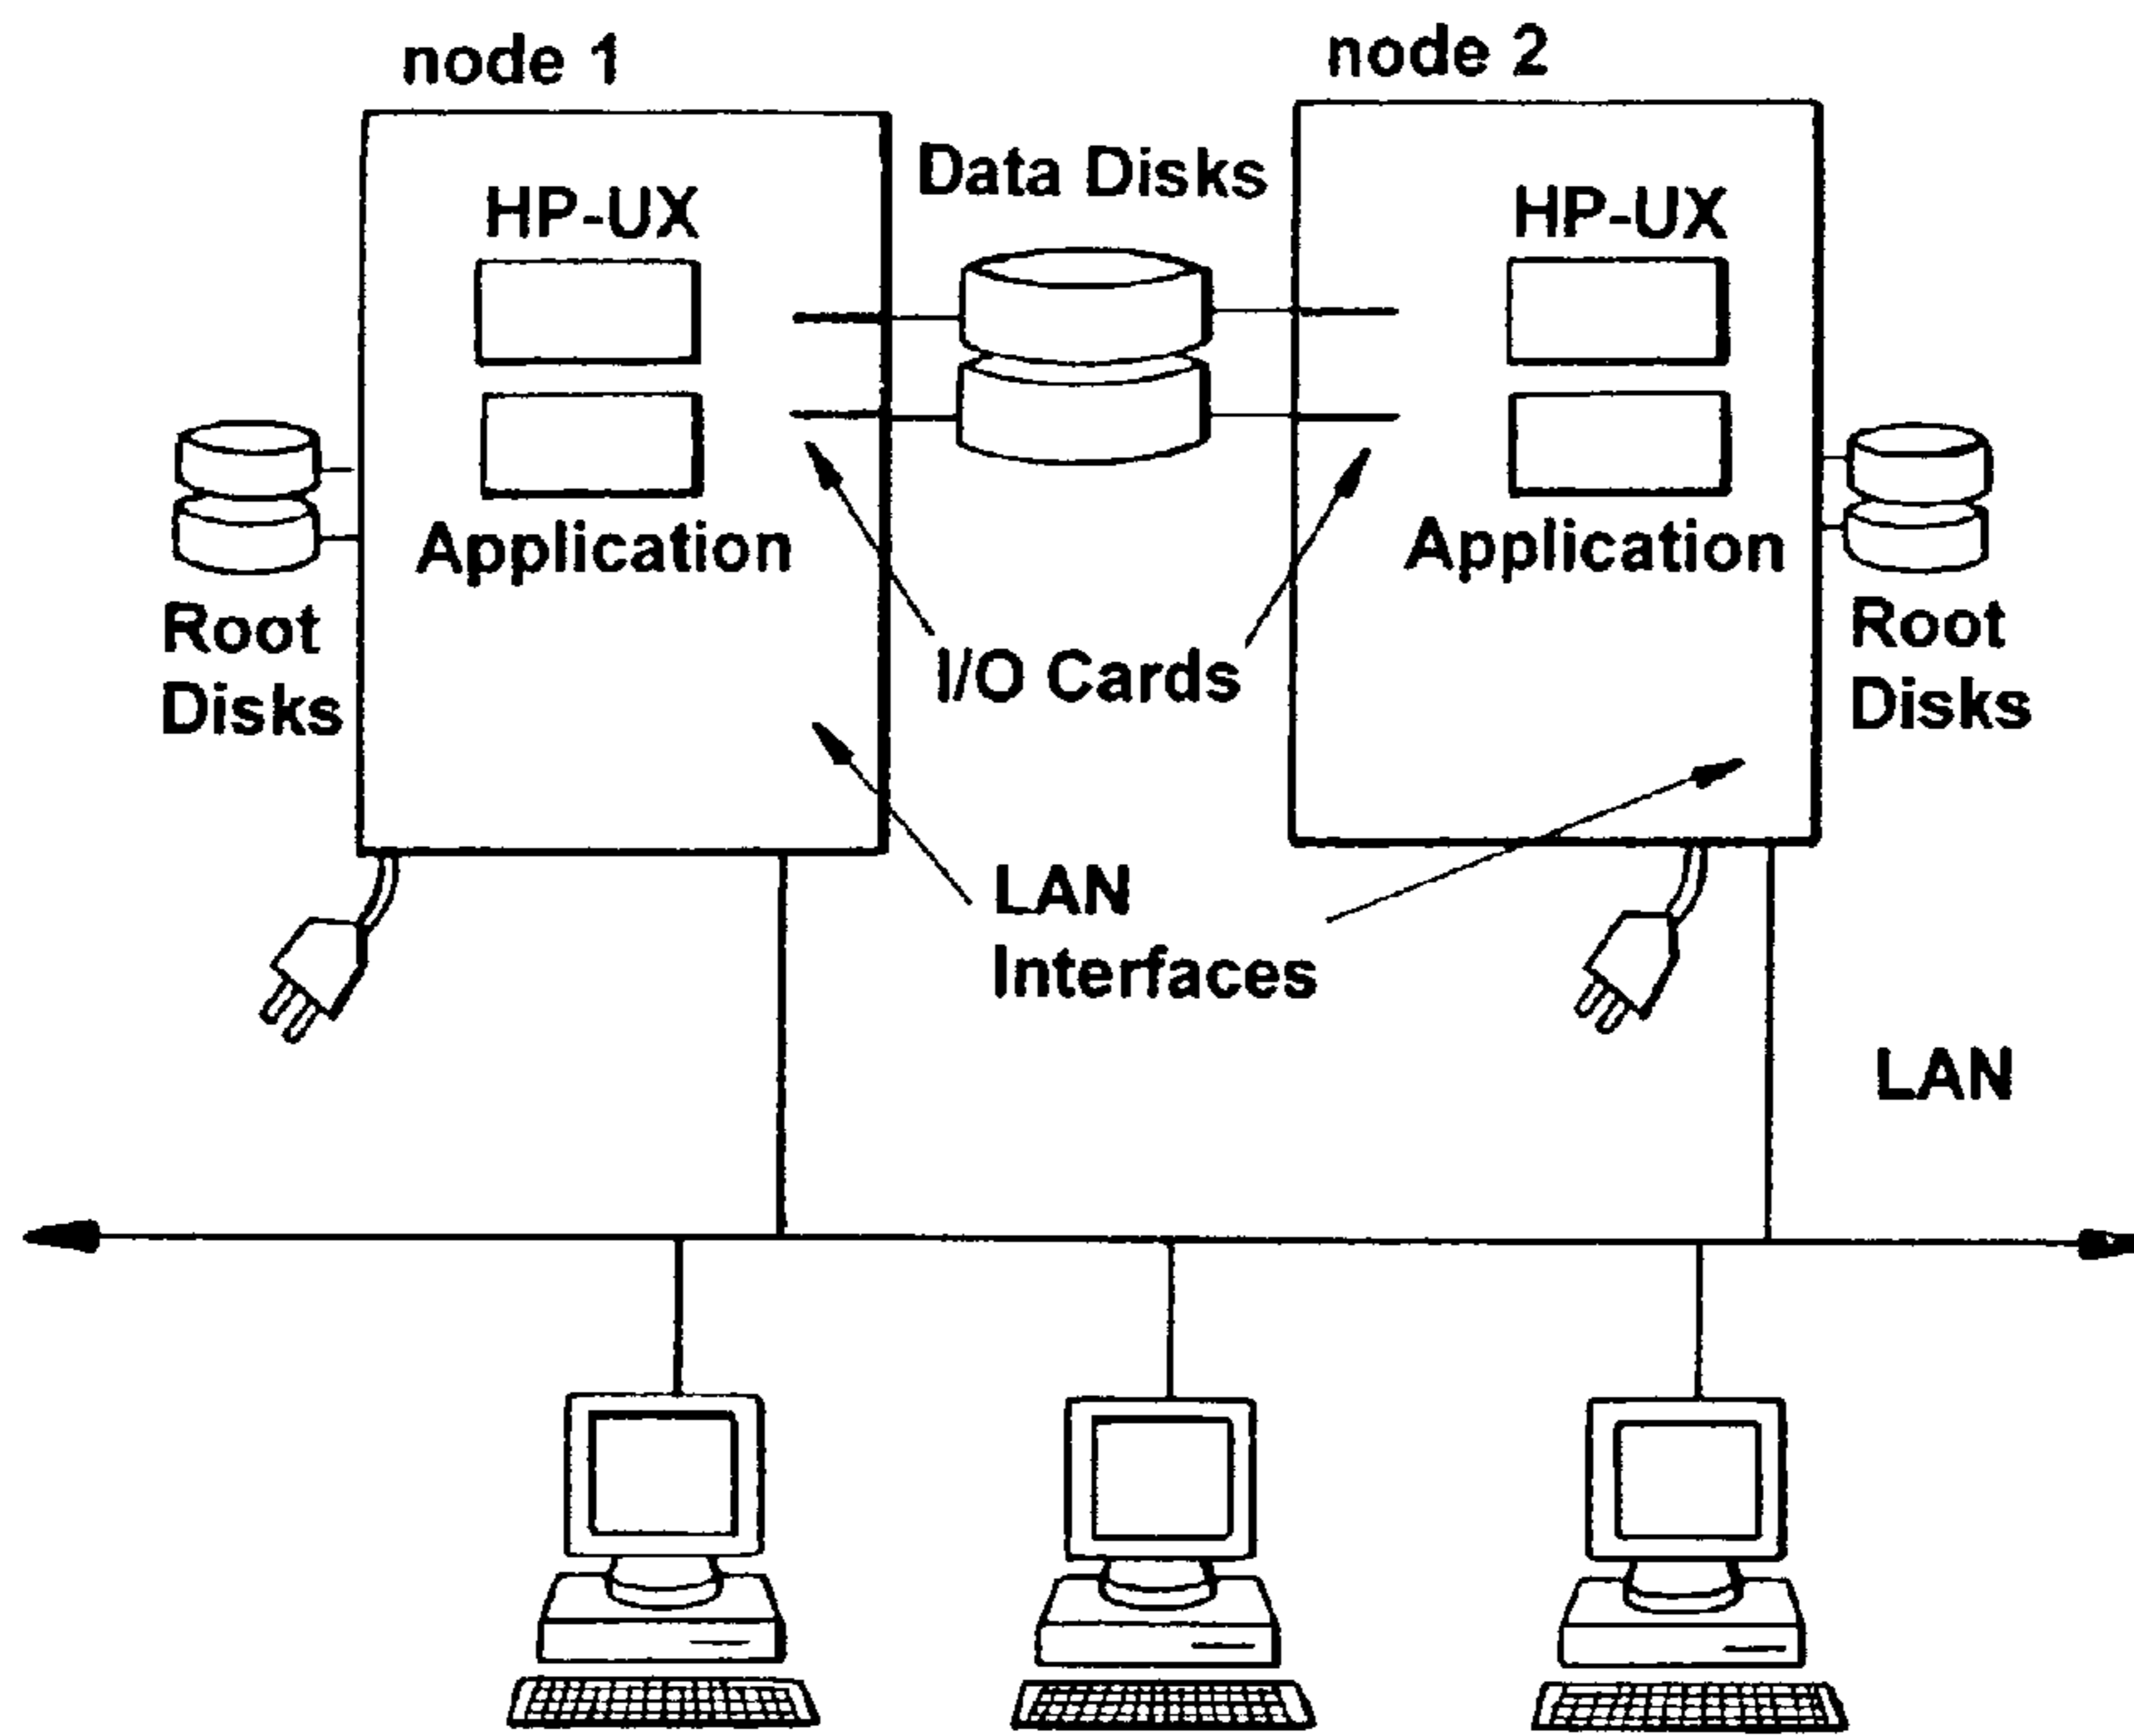 node 1
node 2
Data Disks
HP-UX
HP-UX
Application
Application
Root
Disks
Root
Disks
I/O Cards
LAN
Interfaces
LAN